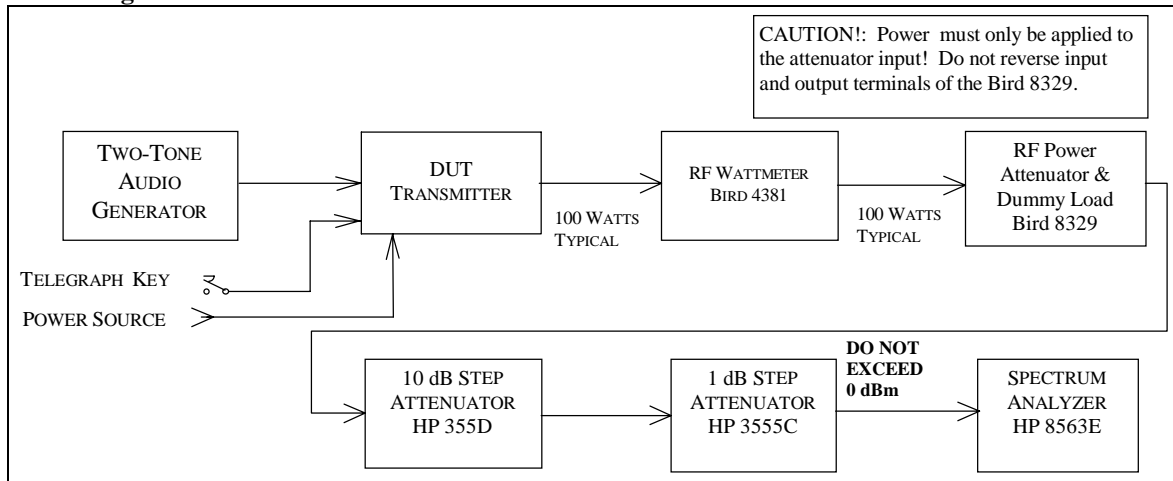 CAUTION!: Power must only be applied to
the attenuator input! Do not reverse input
and output terminals of the Bird 8329.
TWO-TONE
AUDIO
GENERATOR
DUT
TRANSMITTER
RF WATTMETER
BIRD 4381
RF Power
Attenuator &
Dummy Load
Bird 8329
100 WATTS
TYPICAL
100 WATTS
TYPICAL
TELEGRAPH KEY
POWER SOURCE
10 dB STEP
ATTENUATOR
HP 355D
1 dB STEP
ATTENUATOR
HP 3555C
DO NOT
EXCEED
0 dBm
SPECTRUM
ANALYZER
HP 8563E